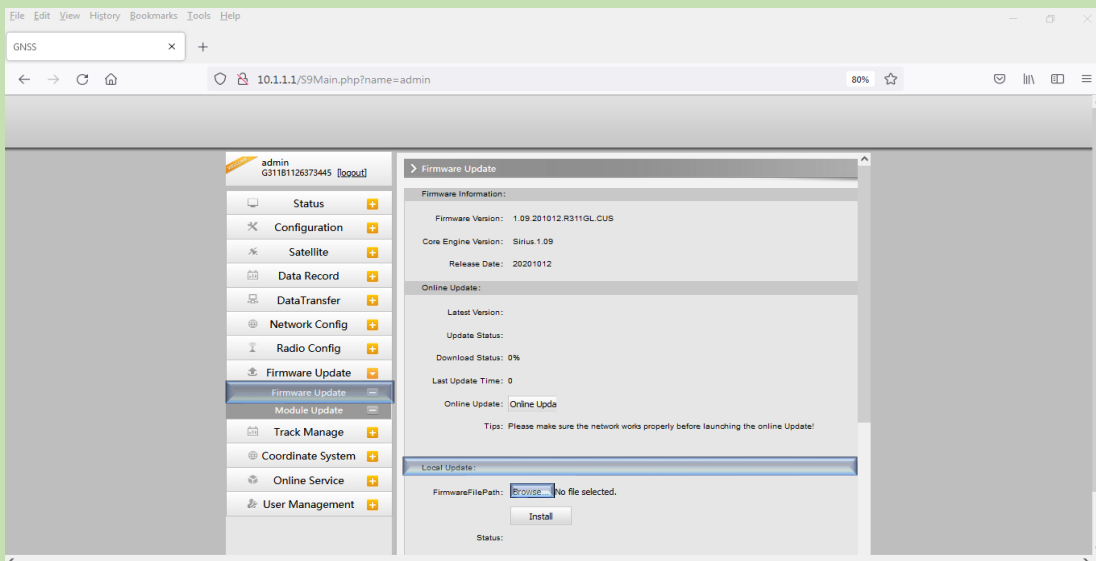 File Edit View History Bookmarks Tools Help
GNSS
10.1.1.1/S9Main.php?name=admin 80%
admin
G311B1126373445 [logout]
Status
Configuration
Satellite
Data Record
DataTransfer
Network Config
Radio Config
Firmware Update
Firmware Update
Module Update
Track Manage
Coordinate System
Online Service
User Management
Firmware Update
Firmware Information:
Firmware Version: 1.09.201012.R311GL.CUS
Core Engine Version: Sirius.1.09
Release Date: 20201012
Online Update:
Latest Version:
Update Status:
Download Status: 0%
Last Update Time: 0
Online Update: Online Upda
Tips: Please make sure the network works properly before launching the online Update!
Local Update:
FirmwareFilePath: Browse... No file selected.
Install
Status: